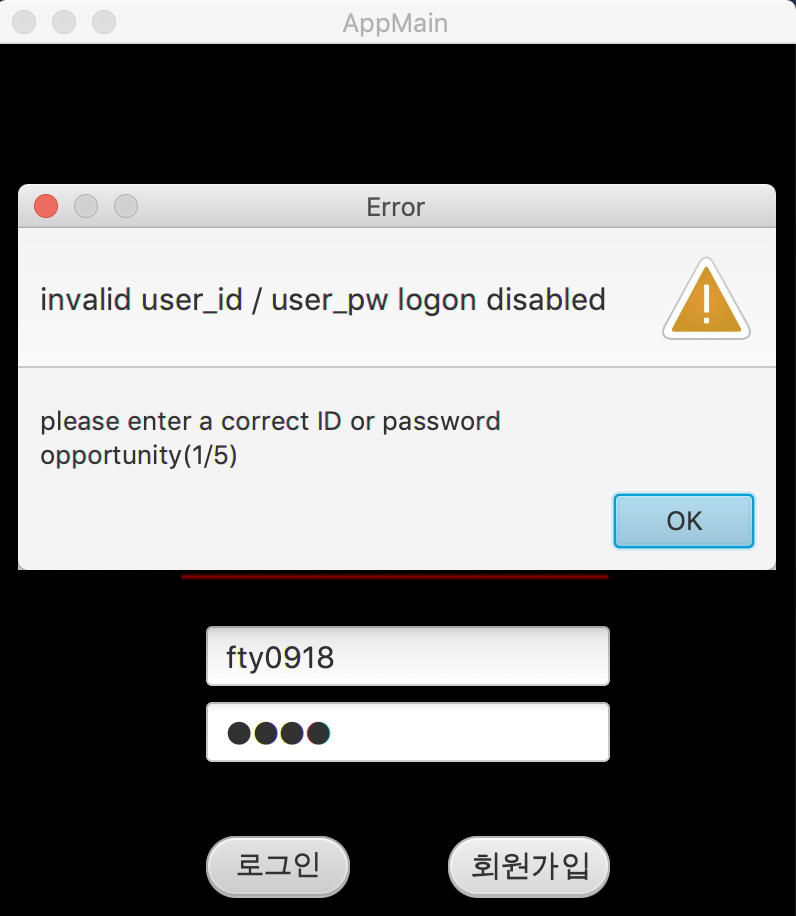 AppMain
Error
invalid user_id / user_pw logon disabled
please enter a correct ID or password
opportunity(1/5)
OK
fty0918
●●●●
로그인 회원가입